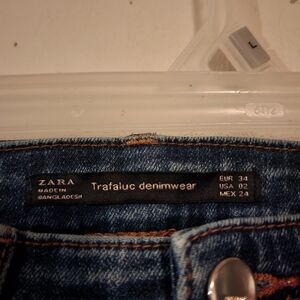 L
ZARA
MADE IN
BANGLADESH
Trafaluc denimwear
EUR 34
USA 02
MEX 24